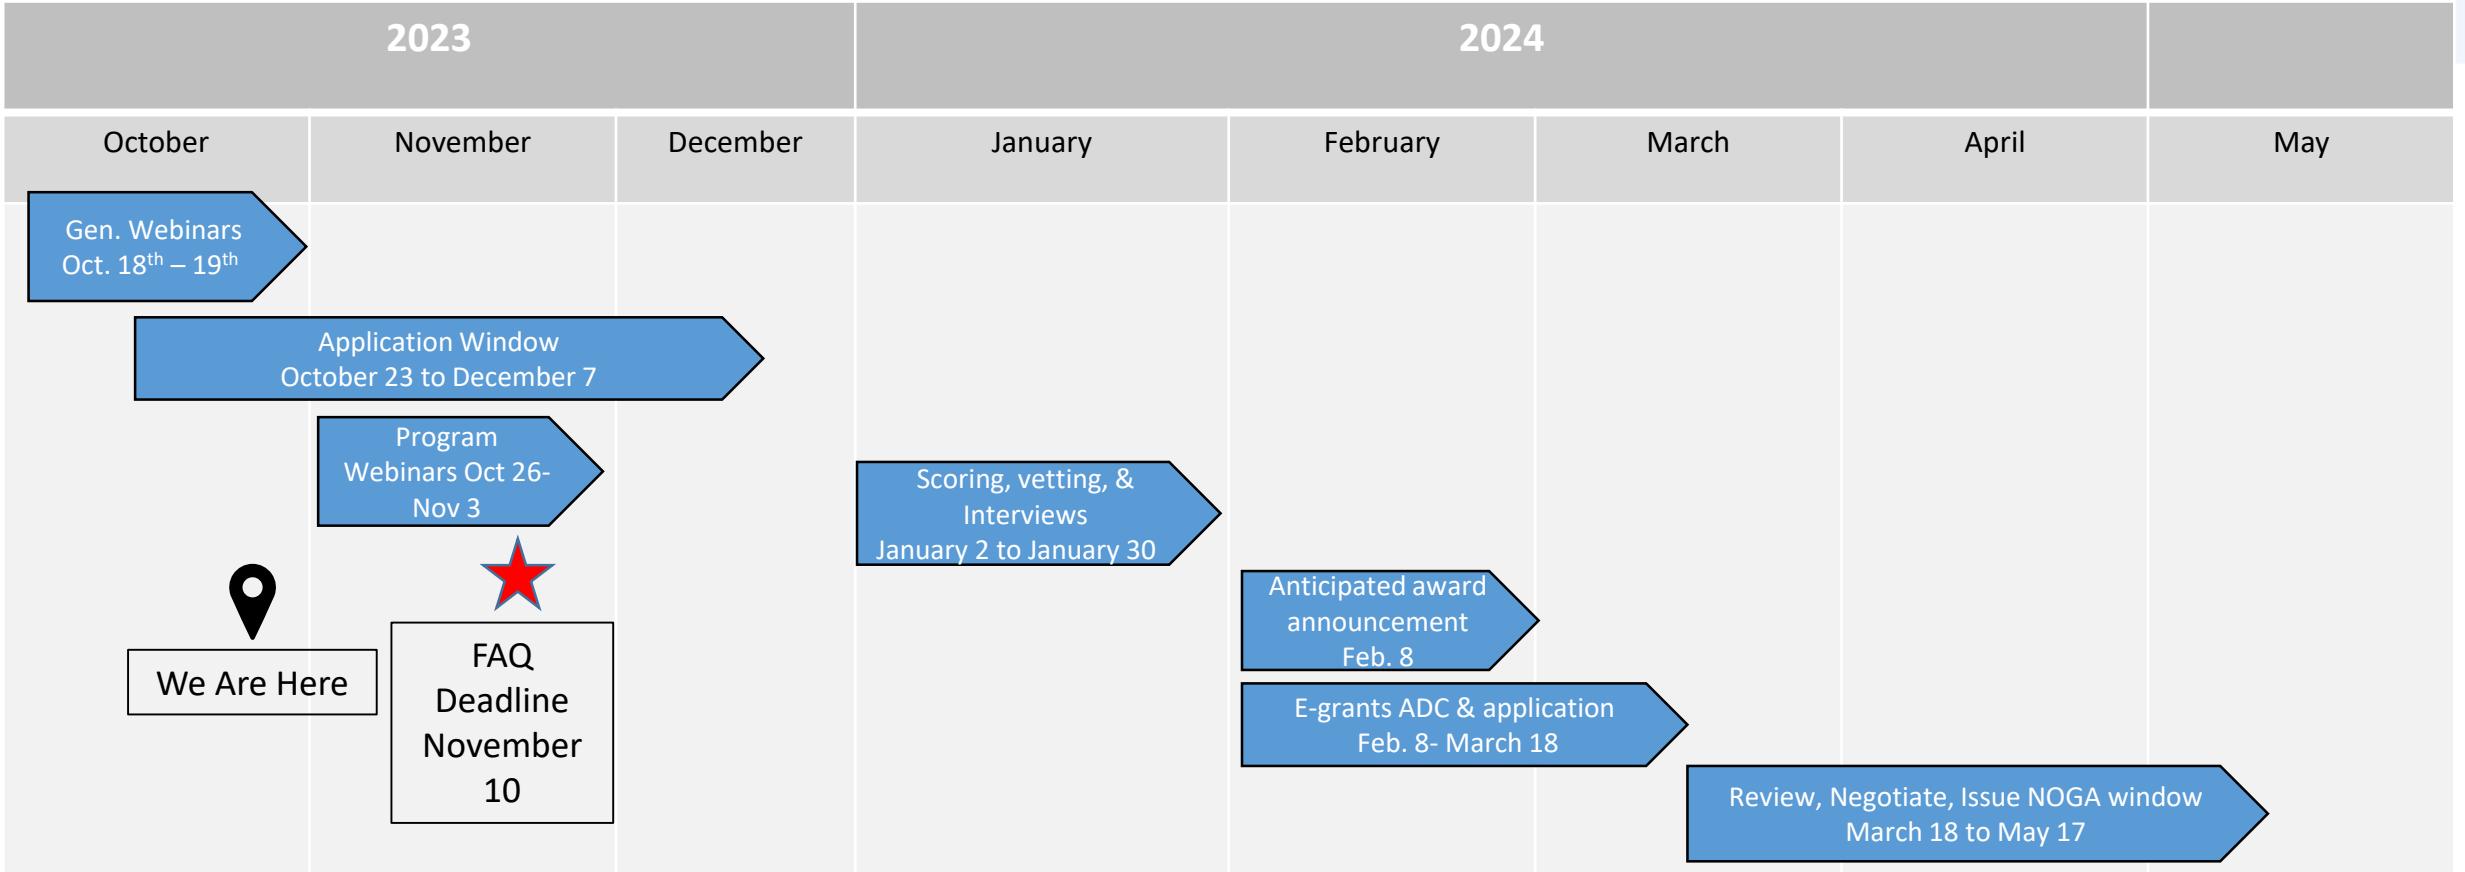 2023
2024
October
November
December
January
February
March
April
May
Gen. Webinars
Oct. 18th – 19th
Application Window
October 23 to December 7
Program
Webinars Oct 26-
Nov 3
Scoring, vetting, &
Interviews
January 2 to January 30
We Are Here
FAQ
Deadline
November
10
Anticipated award
announcement
Feb. 8
E-grants ADC & application
Feb. 8- March 18
Review, Negotiate, Issue NOGA window
March 18 to May 17